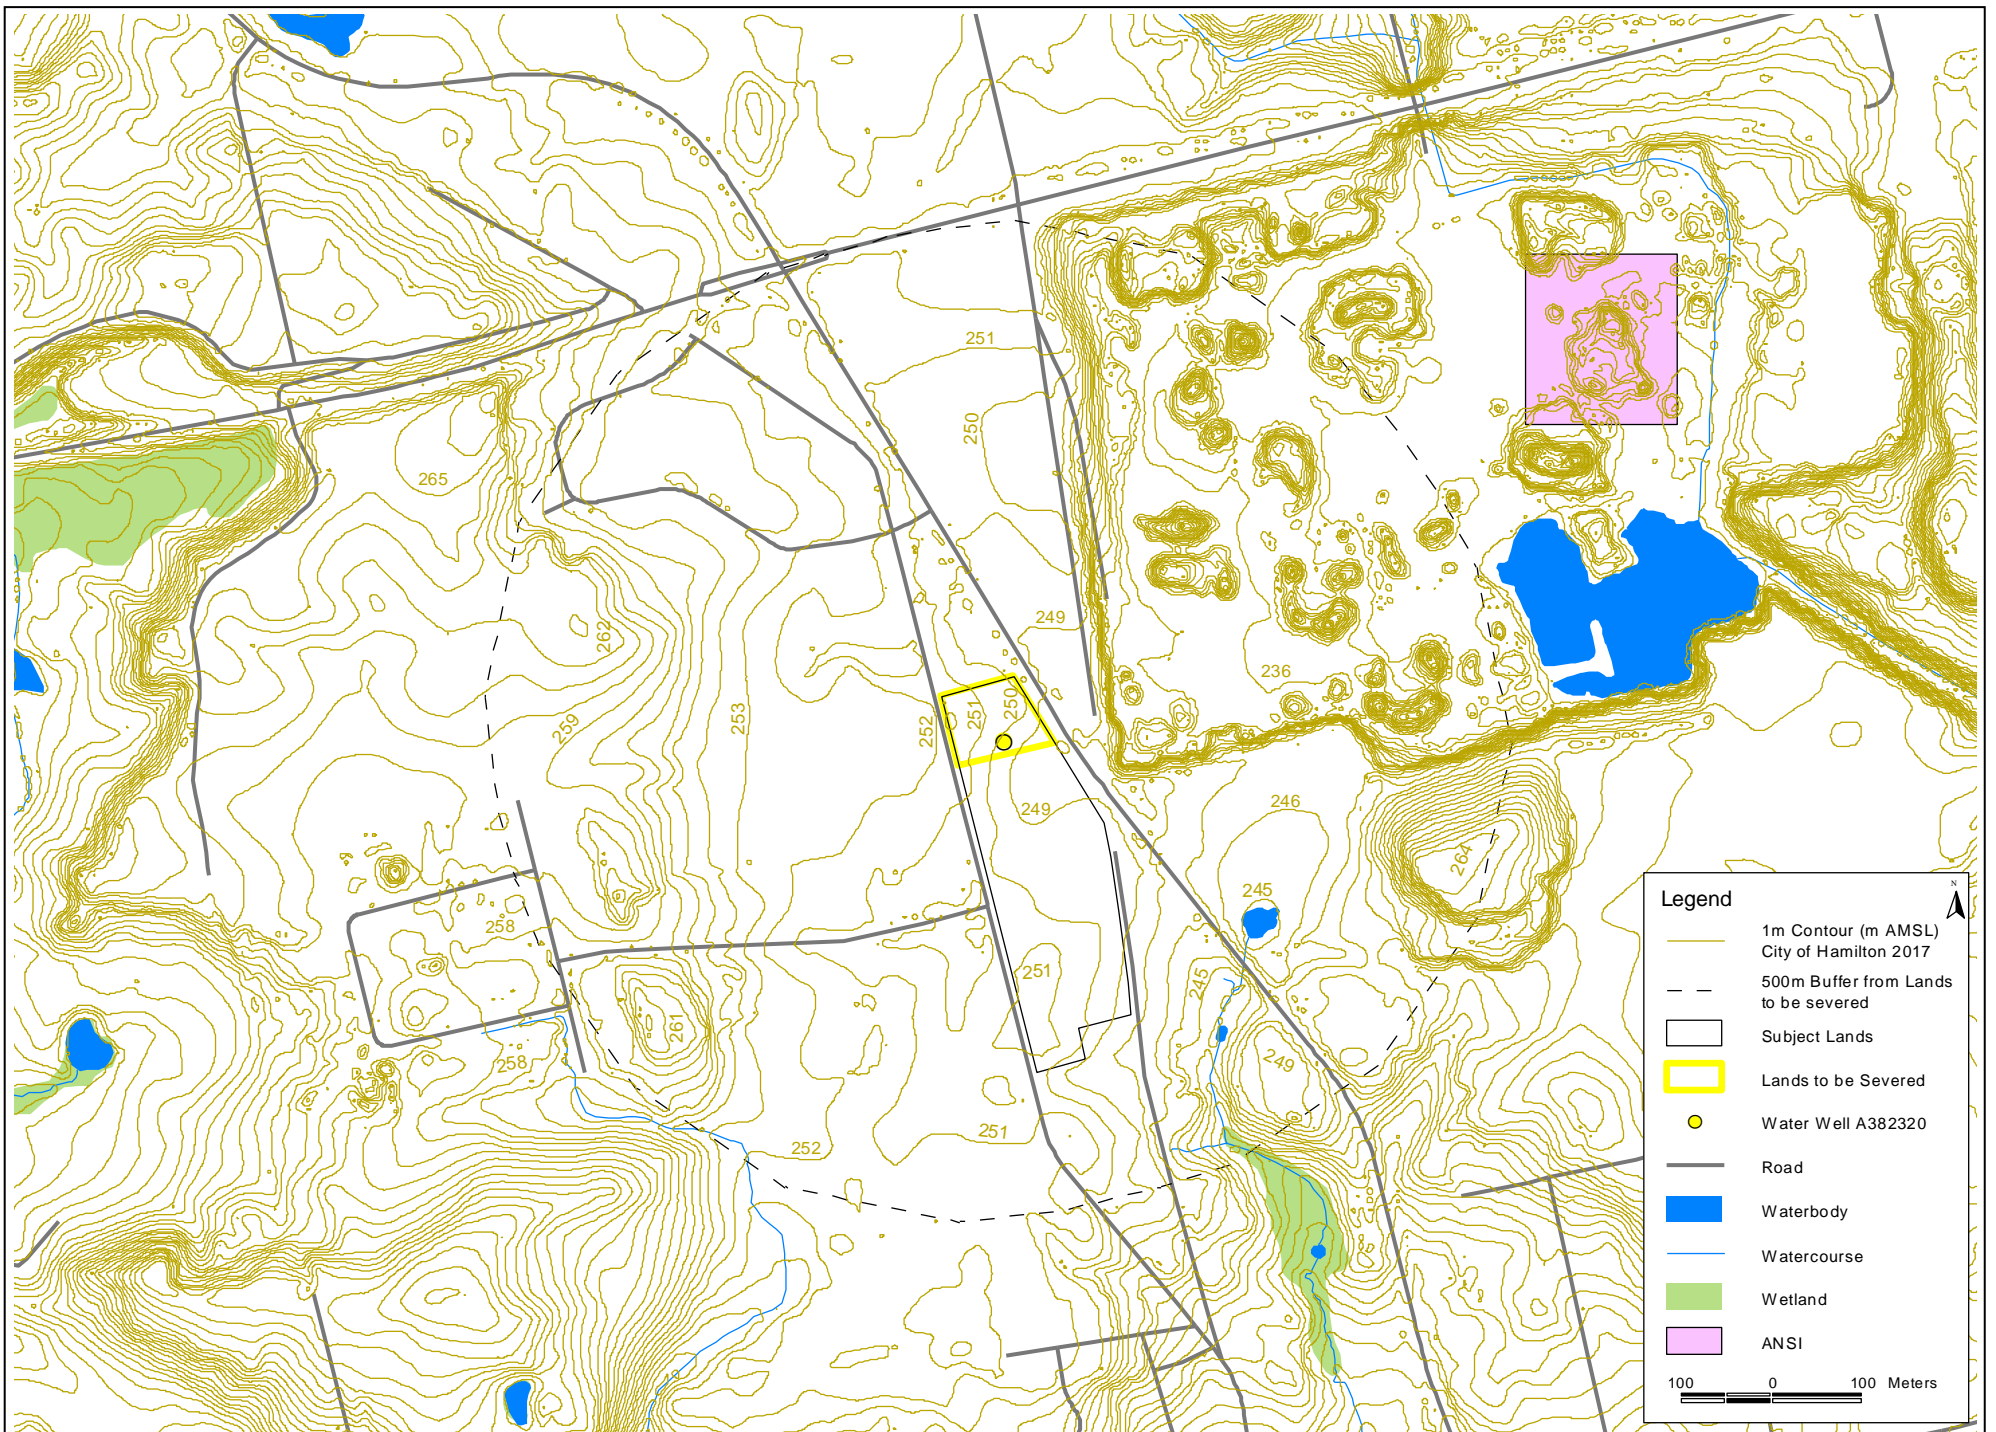 251
250
265
249
262
236
251
250
259
253
252
249
246
264
245
258
251
245
261
258
249
251
252
Legend
N
1m Contour (m AMSL)
City of Hamilton 2017
500m Buffer from Lands
to be severed
Subject Lands
Lands to be Severed
Water Well A382320
Road
Waterbody
Watercourse
Wetland
ANSI
100 0 100 Meters